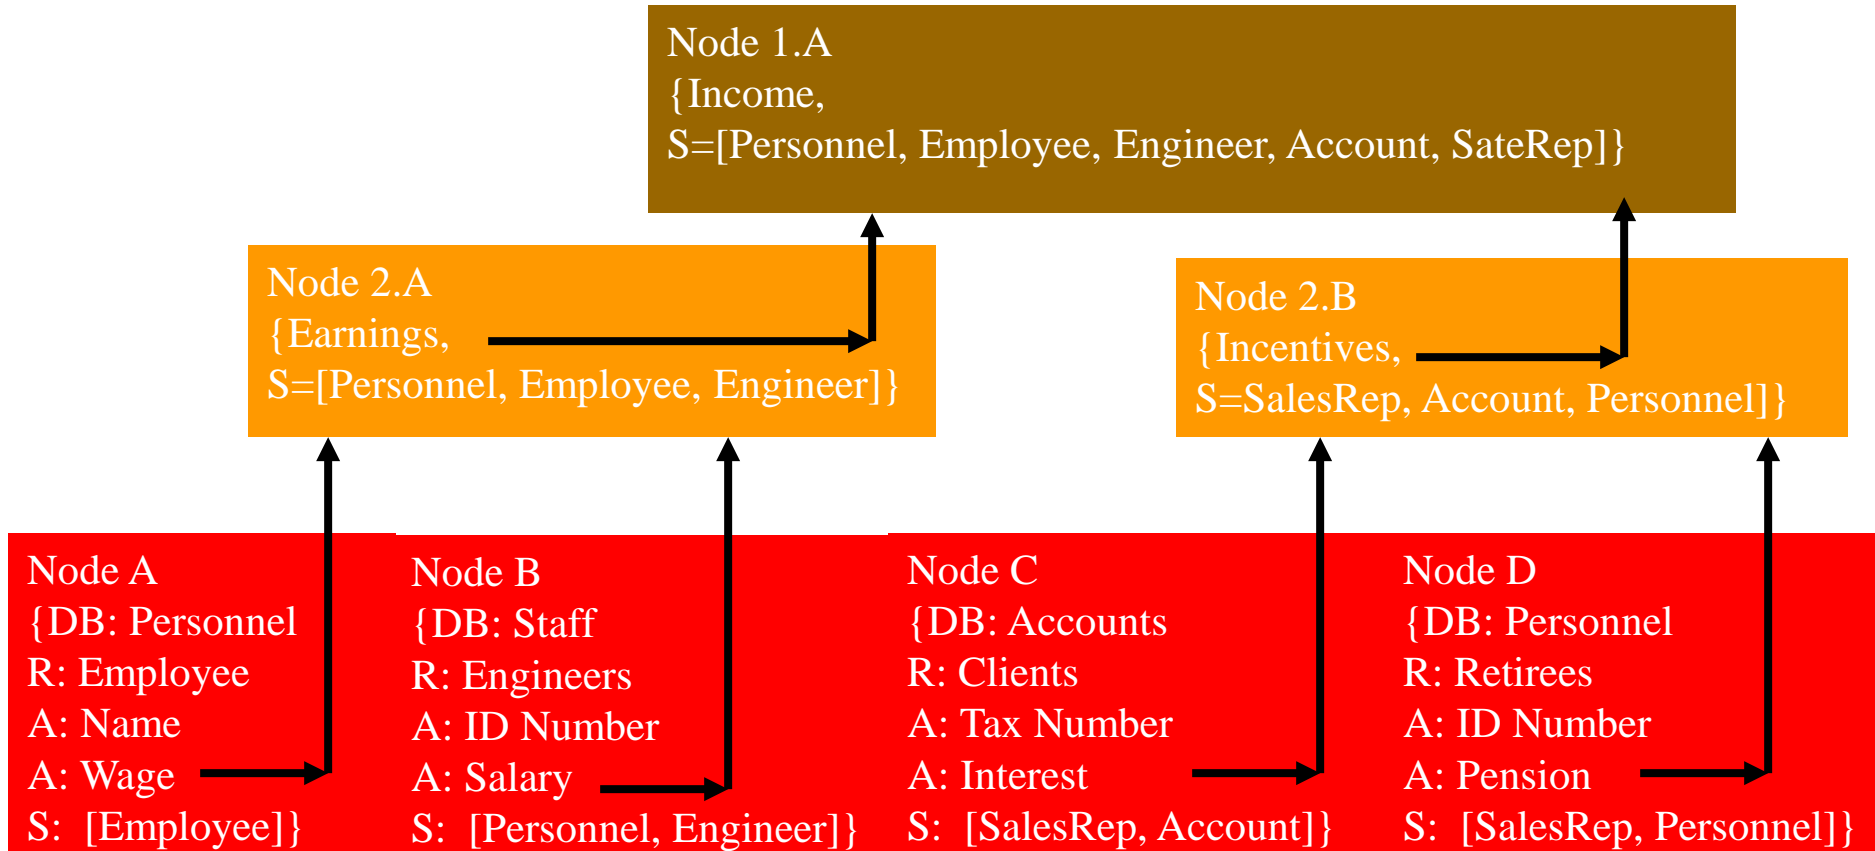 Node 1.A
{Income,
S=[Personnel, Employee, Engineer, Account, SateRep]}
Node 2.A
{Earnings,
S=[Personnel, Employee, Engineer]}
Node 2.B
{Incentives,
S=SalesRep, Account, Personnel]}
Node A
{DB: Personnel
R: Employee
A: Name
A: Wage
S: [Employee]}
Node B
{DB: Staff
R: Engineers
A: ID Number
A: Salary
S: [Personnel, Engineer]}
Node C
{DB: Accounts
R: Clients
A: Tax Number
A: Interest
S: [SalesRep, Account]}
Node D
{DB: Personnel
R: Retirees
A: ID Number
A: Pension
S: [SalesRep, Personnel]}